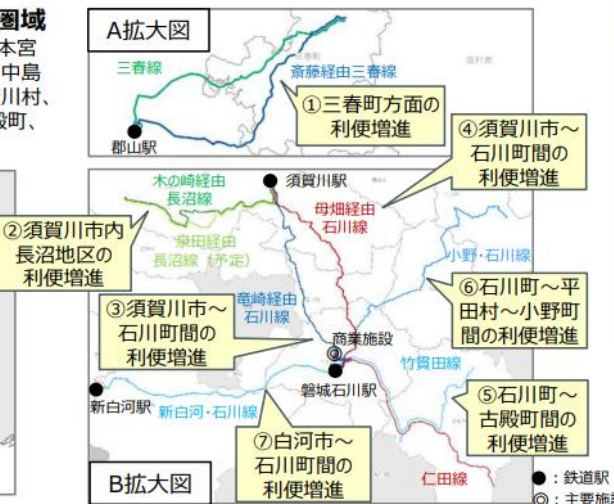 圏域
本宮
中島
川村、
殿町、
A拡大図
三春線
斎藤経由三春線
①三春町方面の
利便増進
郡山駅
④須賀川市～
石川町間の
利便増進
木の崎経由
長沼線
須賀川駅
母畑経由
石川線
②須賀川市内
長沼地区の
利便増進
泉田経由
長沼線(予定)
小野・石川線
竜崎経由
石川線
⑥石川町～平
田村～小野町
間の利便増進
③須賀川市～
石川町間の
利便増進
商業施設
竹貫田線
磐城石川駅
⑤石川町～
古殿町間の
利便増進
新白河駅
新白河・石川線
⑦白河市～
石川町間の
利便増進
仁田線
B拡大図
●：鉄道駅
◎：主要施